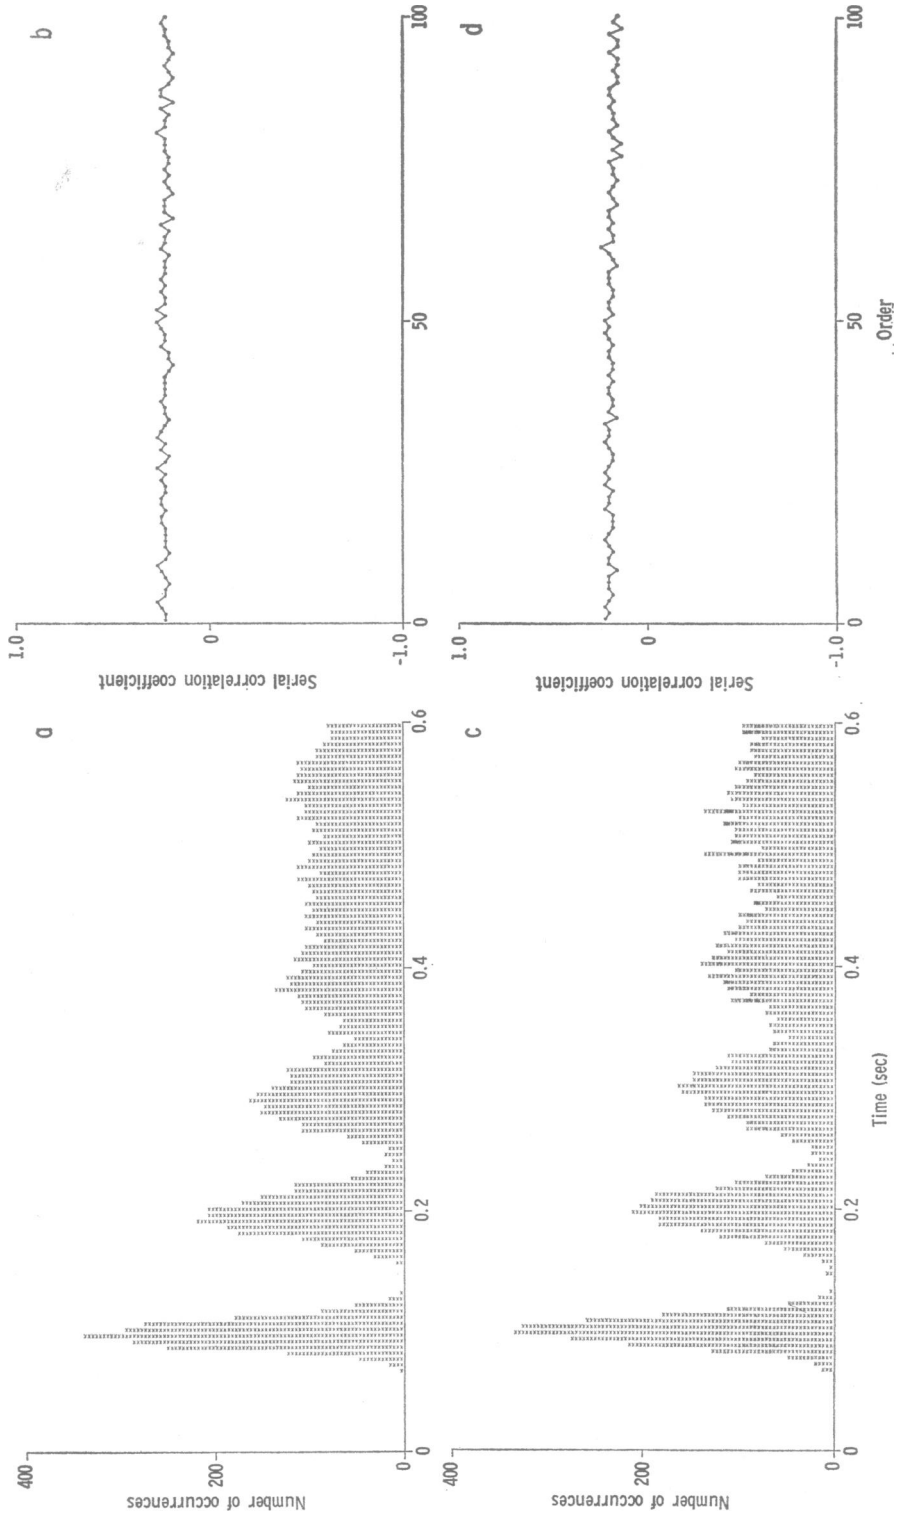 a
400
200
0
Number of occurrences
0
0.2
0.4
0.6
b
1.0
0
-1.0
Serial correlation coefficient
0
50
100
c
400
200
0
Number of occurrences
0
0.2
0.4
0.6
Time (sec)
d
1.0
0
-1.0
Serial correlation coefficient
0
50
100
Order